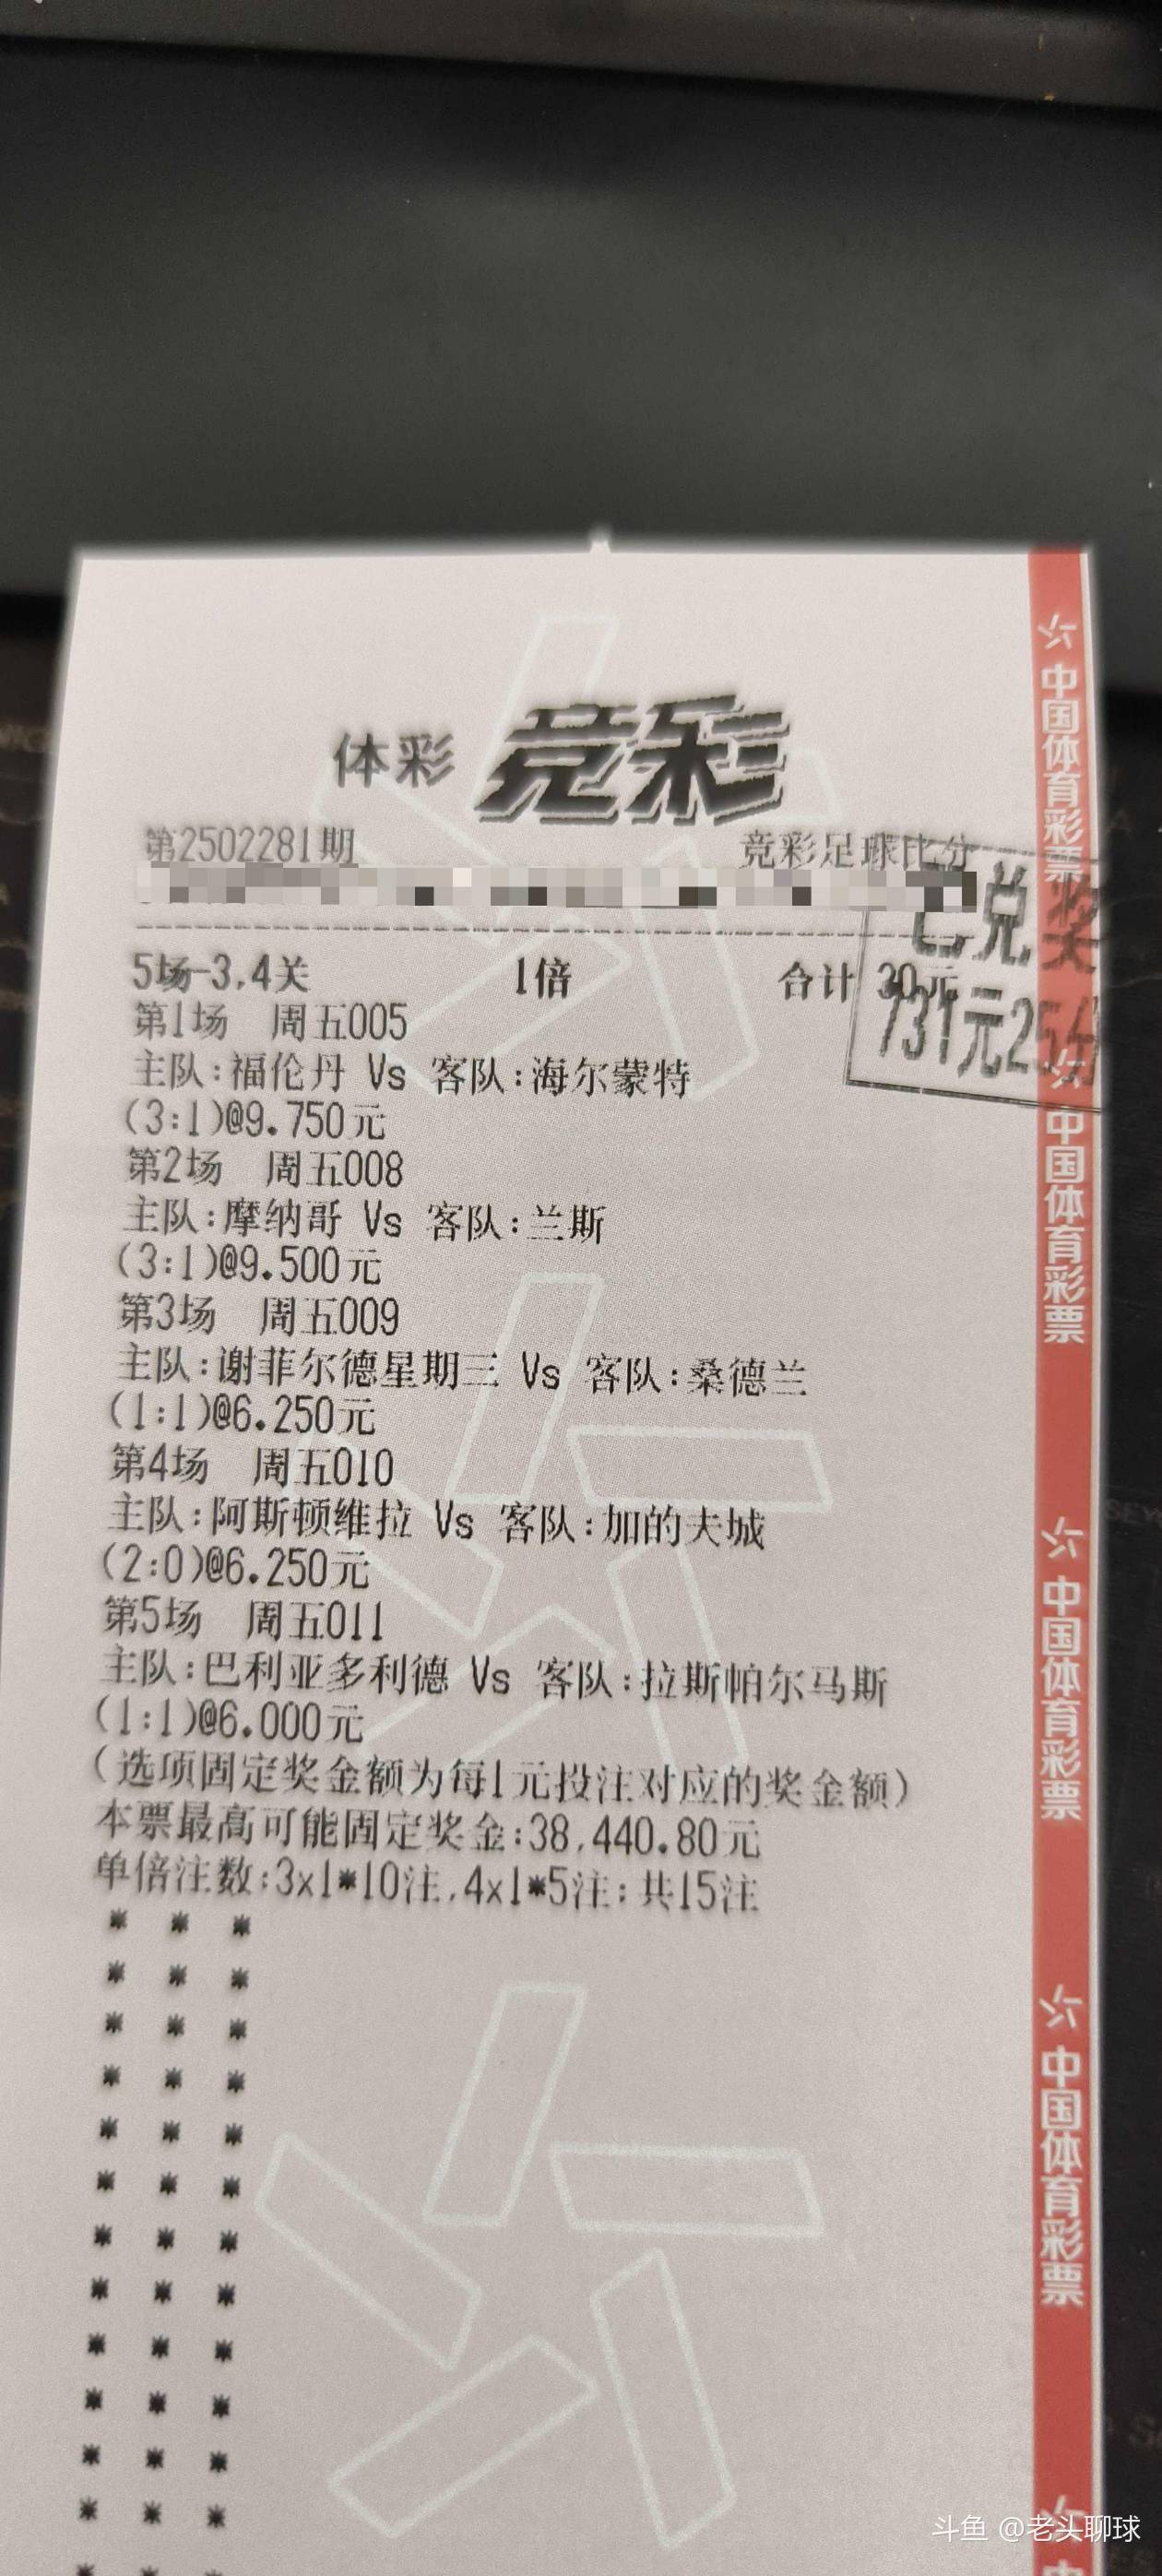 体彩 竞彩
第2502281期 竞彩足球比分
已兑奖
5场-3,4关 1倍 合计 30元
731元25分
第1场 周五005
主队:福伦丹 Vs 客队:海尔蒙特
(3:1)@9.750元
第2场 周五008
主队:摩纳哥 Vs 客队:兰斯
(3:1)@9.500元
第3场 周五009
主队:谢菲尔德星期三 Vs 客队:桑德兰
(1:1)@6.250元
第4场 周五010
主队:阿斯顿维拉 Vs 客队:加的夫城
(2:0)@6.250元
第5场 周五011
主队:巴利亚多利德 Vs 客队:拉斯帕尔马斯
(1:1)@6.000元
(选项固定奖金额为每1元投注对应的奖金额)
本票最高可能固定奖金:38,440.80元
单倍注数:3x1*10注,4x1*5注; 共15注
中国体育彩票
中国体育彩票
中国体育彩票
中国体育彩票
斗鱼 @老头聊球